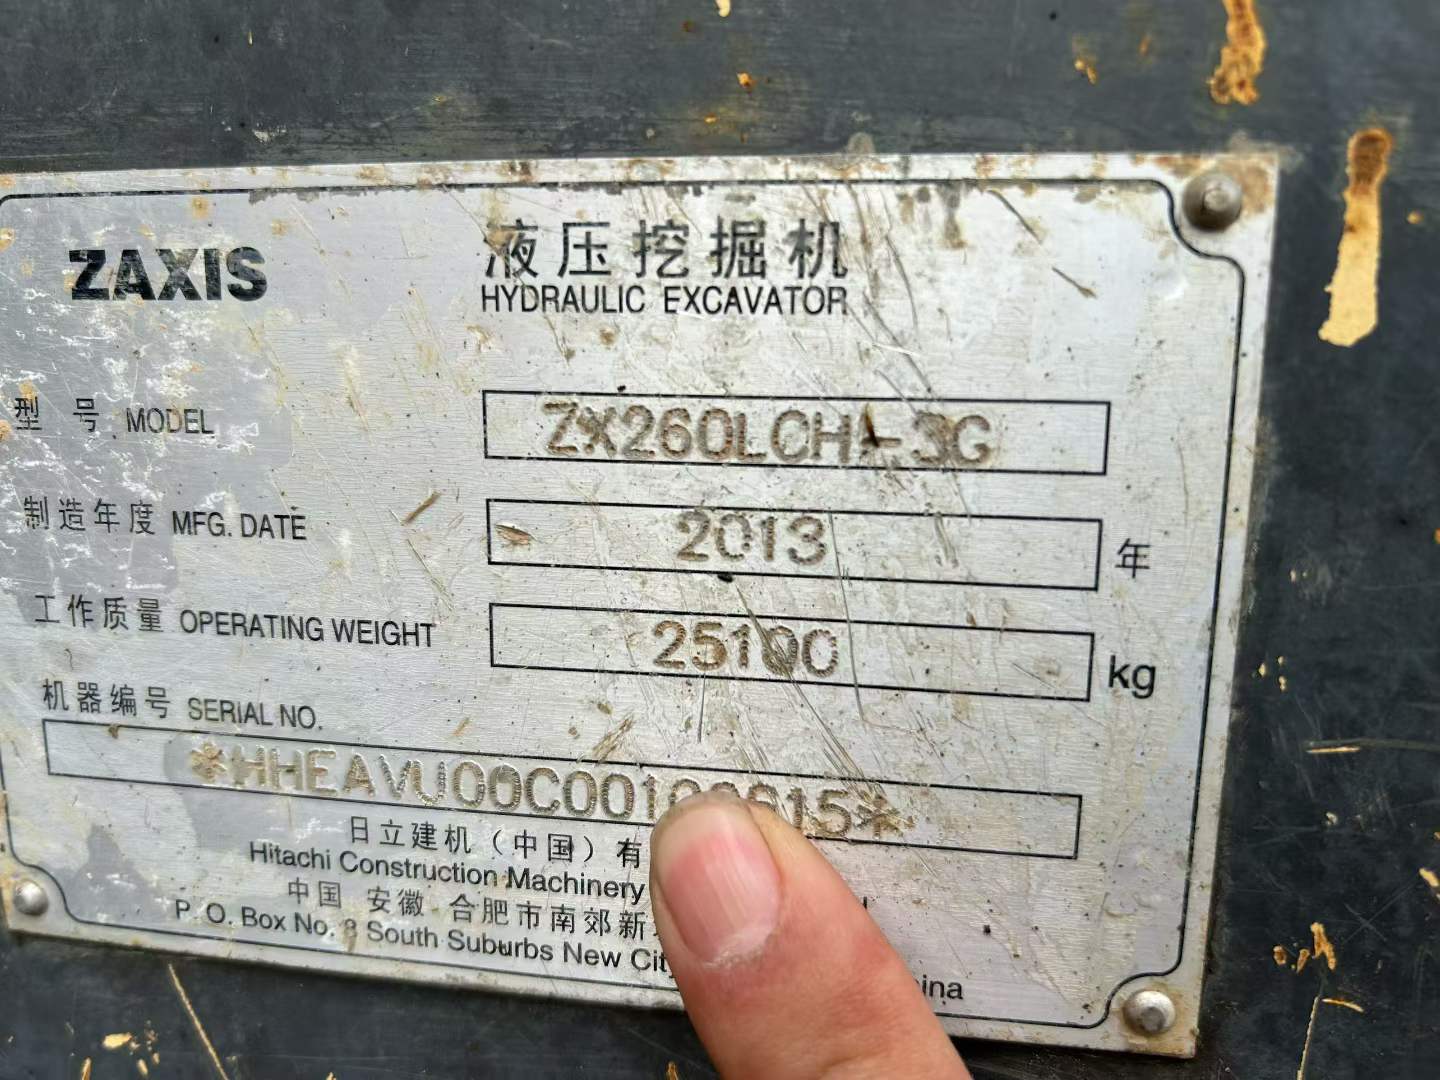 ZAXIS
液压挖掘机
HYDRAULIC EXCAVATOR
型号 MODEL ZX260LCH-3G
制造年度 MFG. DATE 2013 年
工作质量 OPERATING WEIGHT 25100 kg
机器编号 SERIAL NO.
日立建机（中国）有
Hitachi Construction Machinery
中国 安徽 合肥市南郊新
P. O. Box No. 8 South Suburbs New City